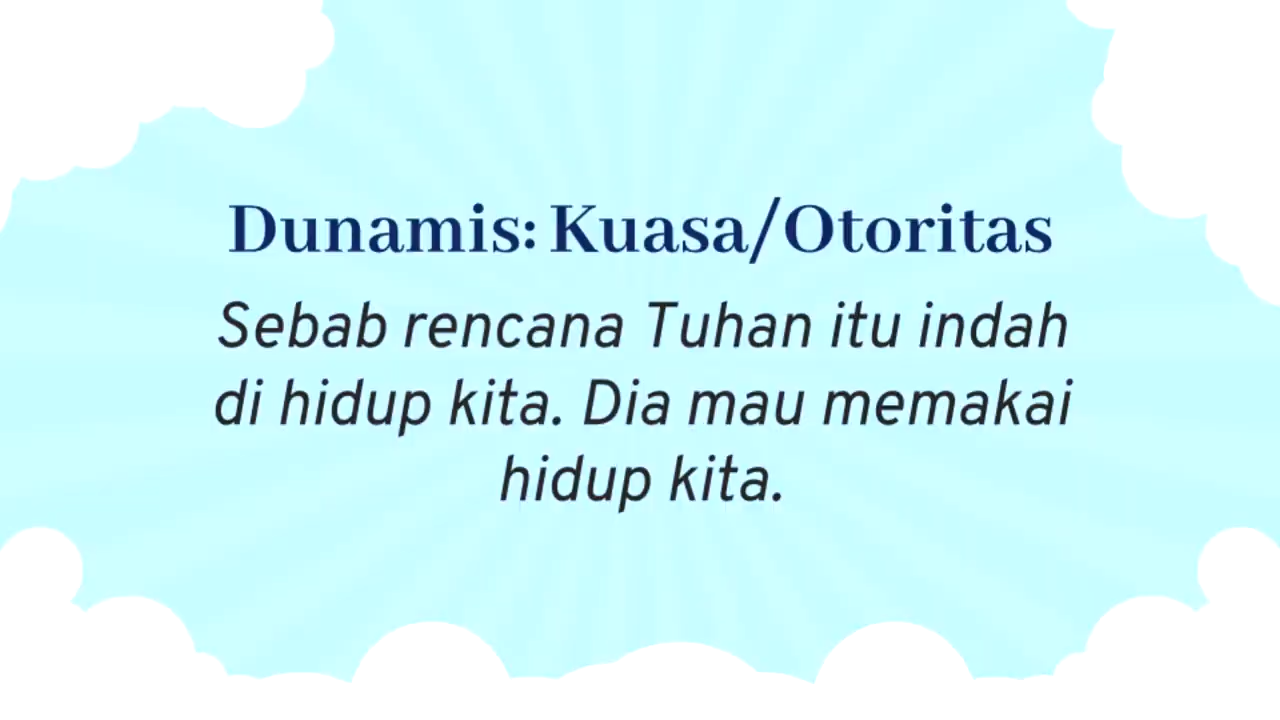 Dunamis: Kuasa/Otoritas
Sebab rencana Tuhan itu indah
di hidup kita. Dia mau memakai
hidup kita.